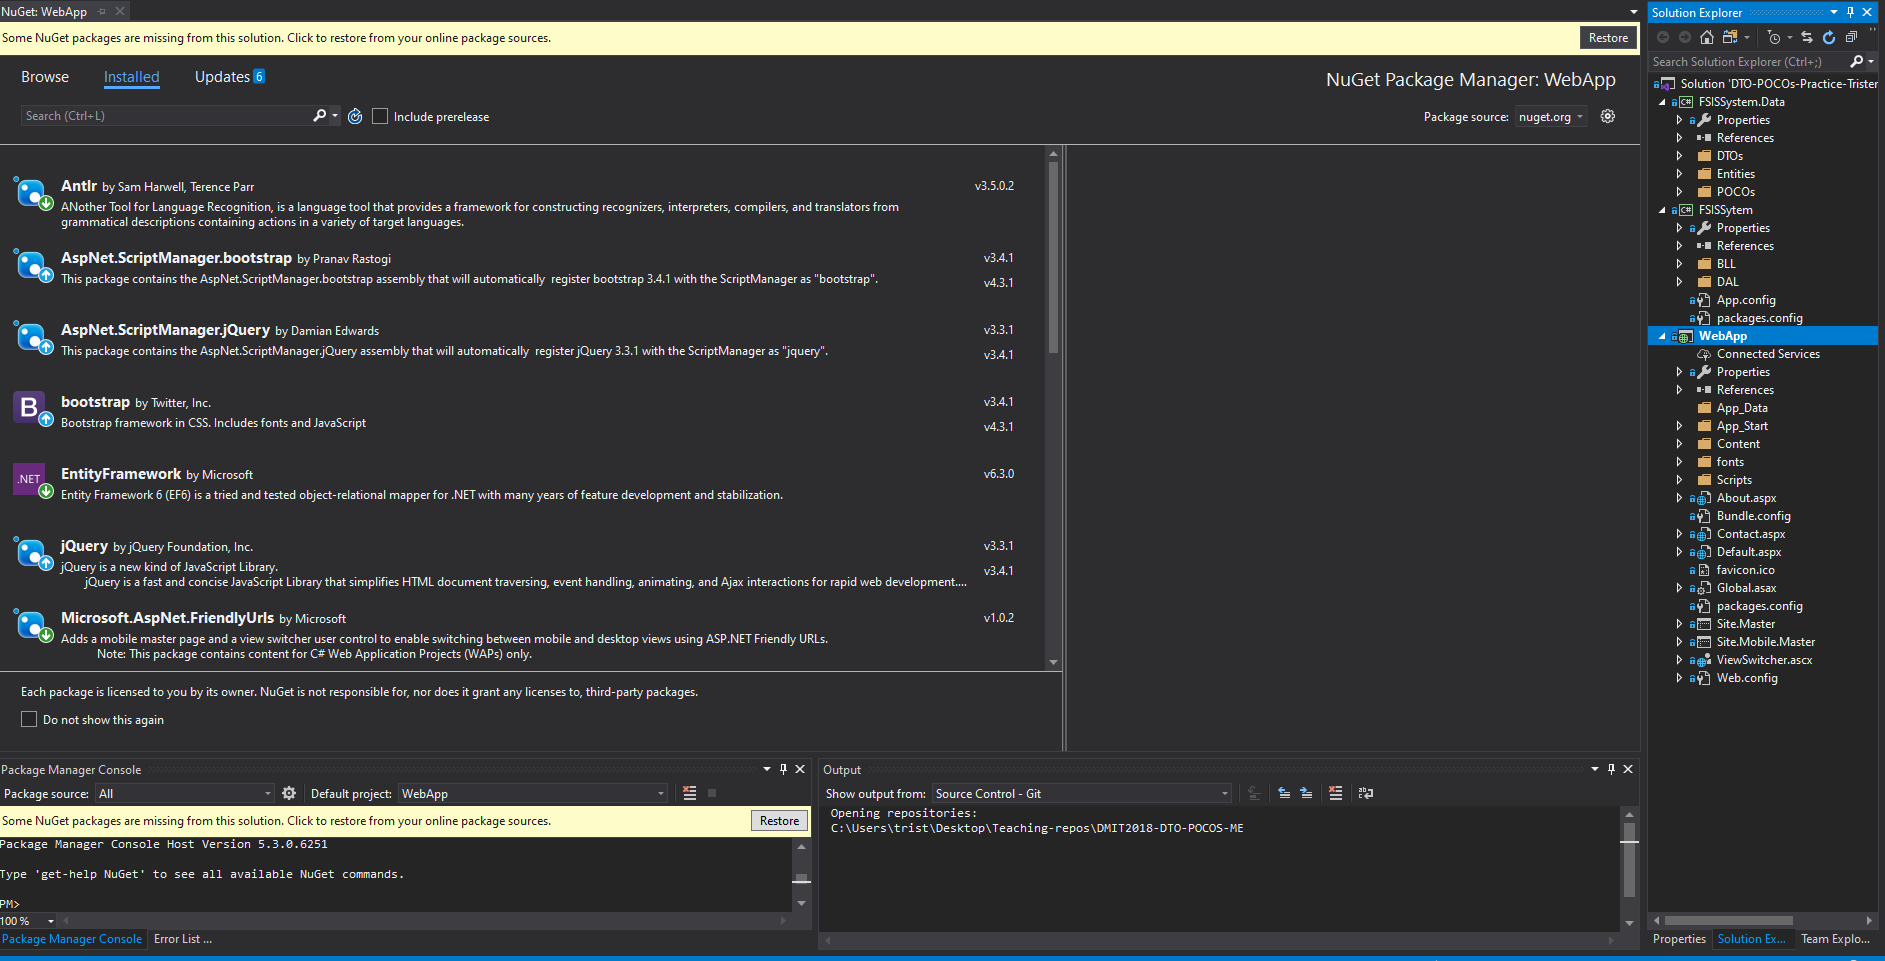 NuGet: WebApp
Some NuGet packages are missing from this solution. Click to restore from your online package sources.
Restore
Browse
Installed
Updates 6
NuGet Package Manager: WebApp
Search (Ctrl+L)
Include prerelease
Package source: nuget.org
Antlr by Sam Harwell, Terence Parr
v3.5.0.2
ANother Tool for Language Recognition, is a language tool that provides a framework for constructing recognizers, interpreters, compilers, and translators from
grammatical descriptions containing actions in a variety of target languages.
AspNet.ScriptManager.bootstrap by Pranav Rastogi
v3.4.1
This package contains the AspNet.ScriptManager.bootstrap assembly that will automatically register bootstrap 3.4.1 with the ScriptManager as "bootstrap".
v4.3.1
AspNet.ScriptManager.jQuery by Damian Edwards
v3.3.1
This package contains the AspNet.ScriptManager.jQuery assembly that will automatically register jQuery 3.3.1 with the ScriptManager as "jquery".
v3.4.1
B
bootstrap by Twitter, Inc.
v3.4.1
Bootstrap framework in CSS. Includes fonts and JavaScript
v4.3.1
.NET
EntityFramework by Microsoft
v6.3.0
Entity Framework 6 (EF6) is a tried and tested object-relational mapper for .NET with many years of feature development and stabilization.
jQuery by jQuery Foundation, Inc.
v3.3.1
jQuery is a new kind of JavaScript Library.
v3.4.1
jQuery is a fast and concise JavaScript Library that simplifies HTML document traversing, event handling, animating, and Ajax interactions for rapid web development....
Microsoft.AspNet.FriendlyUrls by Microsoft
v1.0.2
Adds a mobile master page and a view switcher user control to enable switching between mobile and desktop views using ASP.NET Friendly URLs.
Note: This package contains content for C# Web Application Projects (WAPs) only.
Each package is licensed to you by its owner. NuGet is not responsible for, nor does it grant any licenses to, third-party packages.
Do not show this again
Package Manager Console
Package source: All
Default project: WebApp
Some NuGet packages are missing from this solution. Click to restore from your online package sources.
Restore
Package Manager Console Host Version 5.3.0.6251
Type 'get-help NuGet' to see all available NuGet commands.
PM>
100 %
Package Manager Console
Error List ...
Output
Show output from: Source Control - Git
Opening repositories:
C:\Users\trist\Desktop\Teaching-repos\DMIT2018-DTO-POCOS-ME
Solution Explorer
Search Solution Explorer (Ctrl+;)
Solution 'DTO-POCOs-Practice-Trister
C# FSISSystem.Data
Properties
References
DTOs
Entities
POCOs
C# FSISSytem
Properties
References
BLL
DAL
App.config
packages.config
WebApp
Connected Services
Properties
References
App_Data
App_Start
Content
fonts
Scripts
About.aspx
Bundle.config
Contact.aspx
Default.aspx
favicon.ico
Global.asax
packages.config
Site.Master
Site.Mobile.Master
ViewSwitcher.ascx
Web.config
Properties
Solution Ex...
Team Explo...